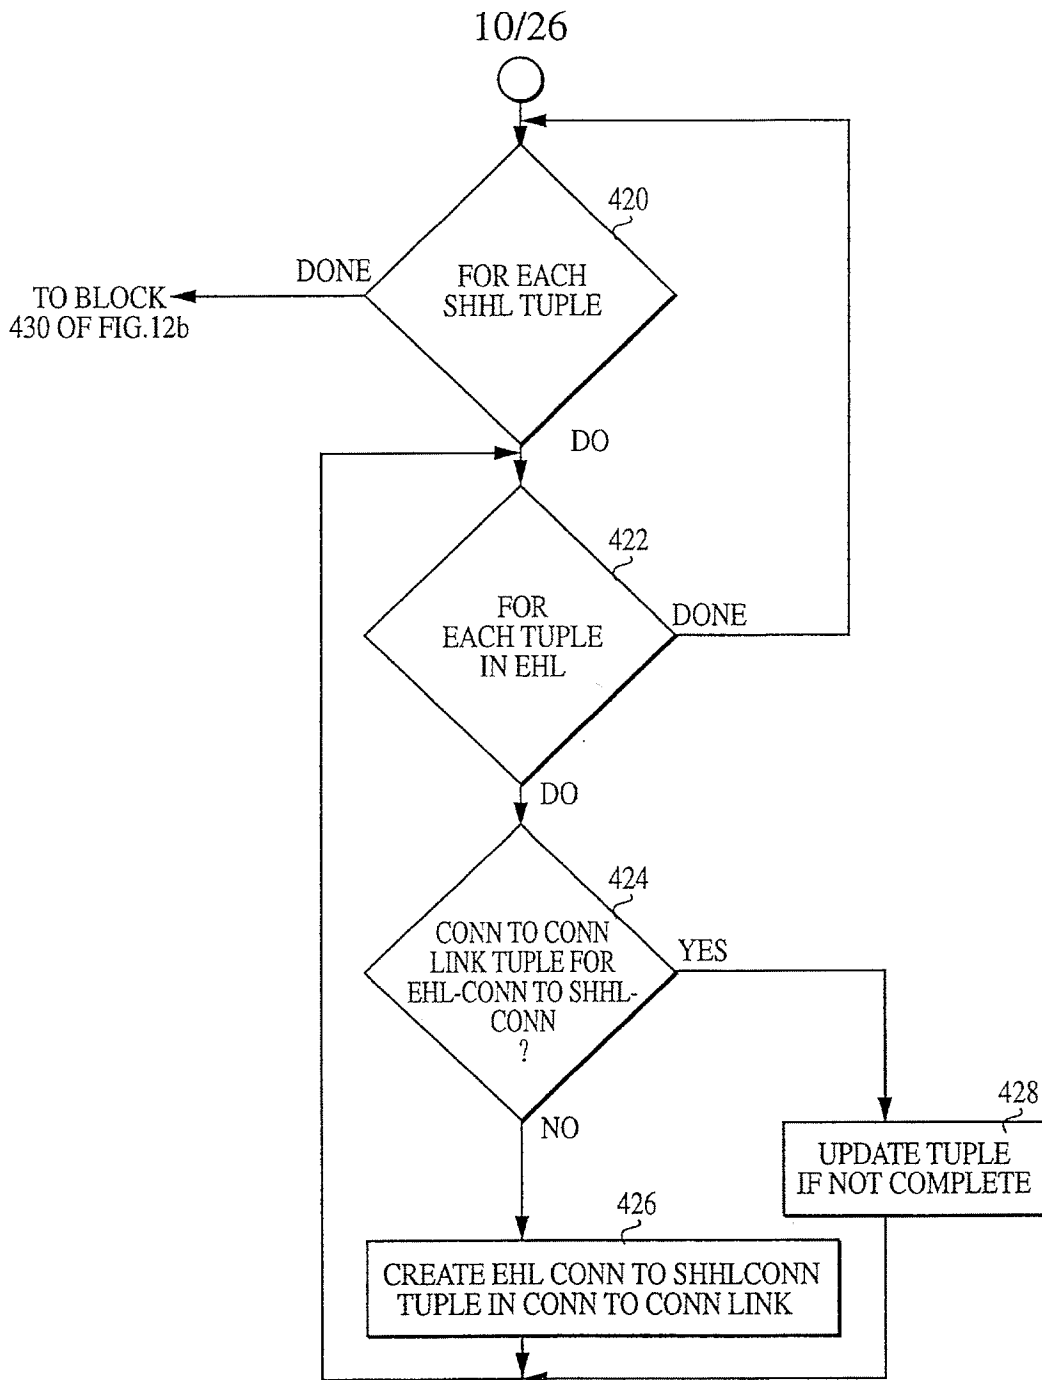 10/26
420
FOR EACH
SHHL TUPLE
DONE
TO BLOCK
430 OF FIG.12b
DO
422
FOR
EACH TUPLE
IN EHL
DONE
DO
424
CONN TO CONN
LINK TUPLE FOR
EHL-CONN TO SHHL-
CONN
?
YES
NO
428
UPDATE TUPLE
IF NOT COMPLETE
426
CREATE EHL CONN TO SHHLCONN
TUPLE IN CONN TO CONN LINK